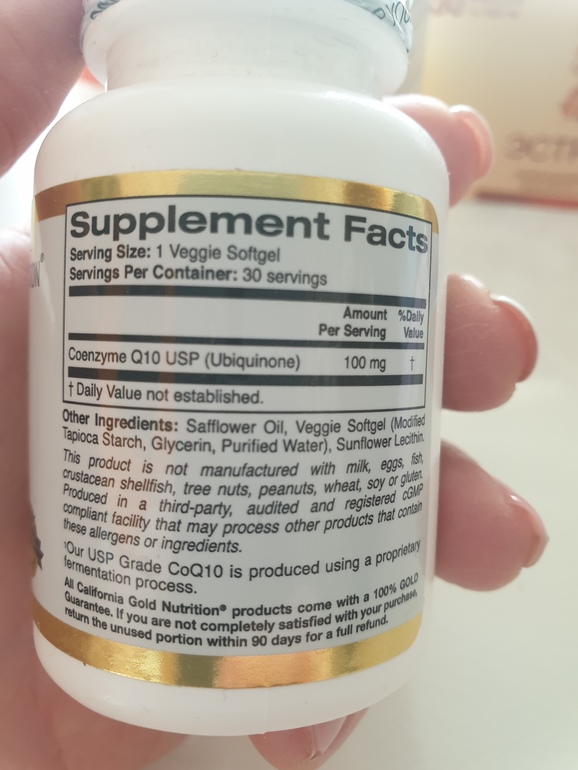 Supplement Facts
Serving Size: 1 Veggie Softgel
Servings Per Container: 30 servings
Amount %Daily
Per Serving Value
Coenzyme Q10 USP (Ubiquinone) 100 mg †
† Daily Value not established.
Other Ingredients: Safflower Oil, Veggie Softgel (Modified
Tapioca Starch, Glycerin, Purified Water), Sunflower Lecithin.
This product is not manufactured with milk, eggs, fish,
crustacean shellfish, tree nuts, peanuts, wheat, soy or gluten.
Produced in a third-party, audited and registered cGMP
compliant facility that may process other products that contain
these allergens or ingredients.
¹Our USP Grade CoQ10 is produced using a proprietary
fermentation process.
All California Gold Nutrition® products come with a 100% GOLD
Guarantee. If you are not completely satisfied with your purchase,
return the unused portion within 90 days for a full refund.